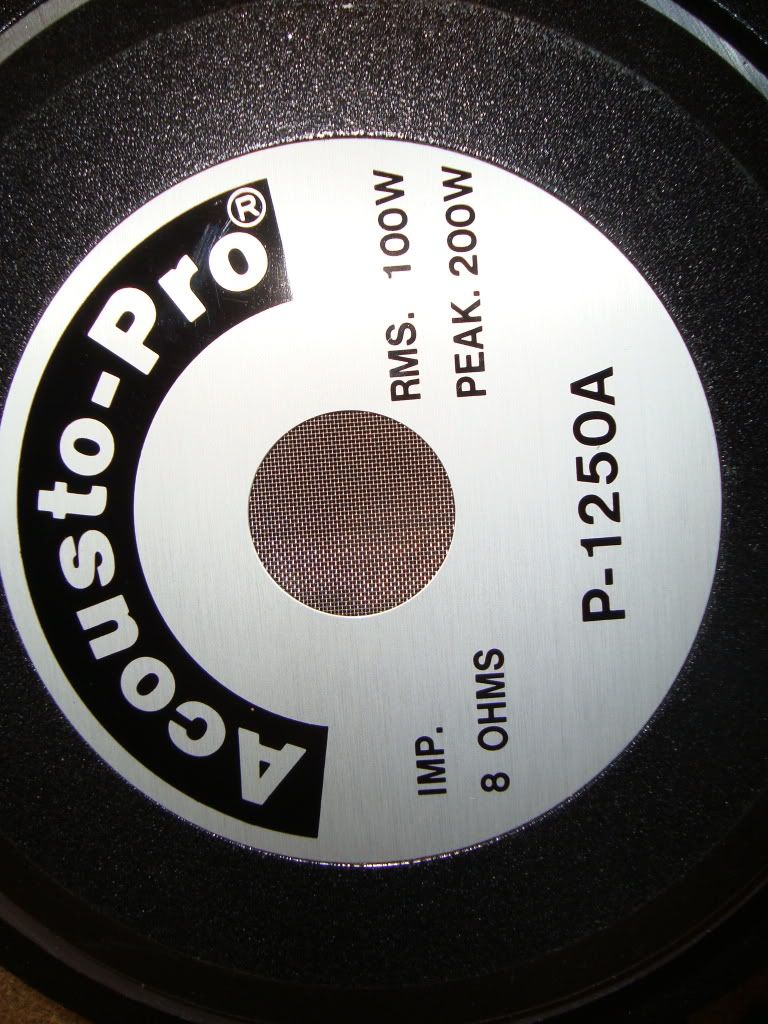 Acousto-Pro®
IMP.
8 OHMS
RMS. 100W
PEAK. 200W
P-1250A